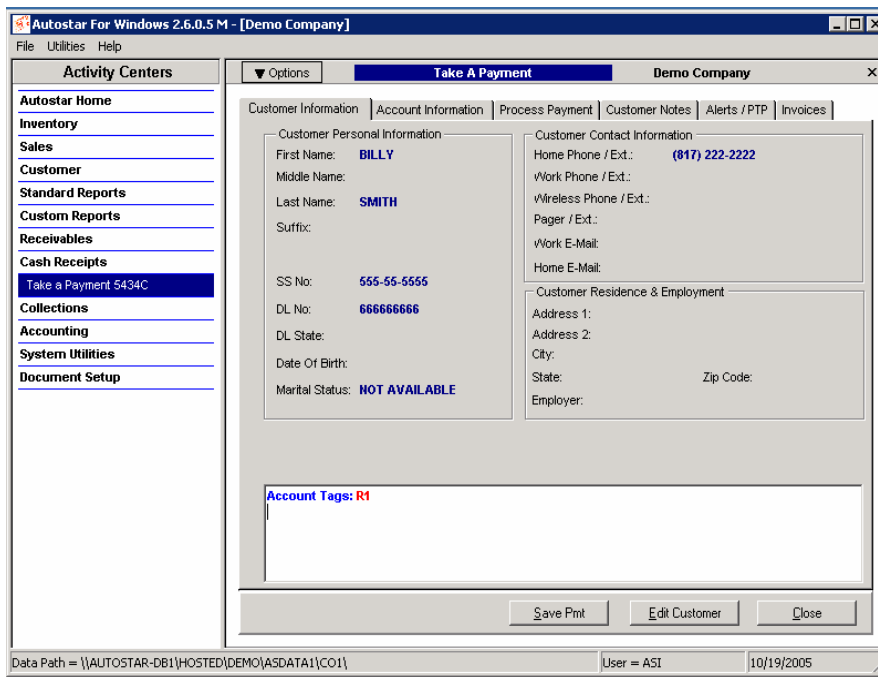 Autostar For Windows 2.6.0.5 M - [Demo Company]
File Utilities Help
Activity Centers
Autostar Home
Inventory
Sales
Customer
Standard Reports
Custom Reports
Receivables
Cash Receipts
Take a Payment 5434C
Collections
Accounting
System Utilities
Document Setup
▼ Options Take A Payment Demo Company X
Customer Information Account Information Process Payment Customer Notes Alerts / PTP Invoices
Customer Personal Information
First Name: BILLY
Middle Name:
Last Name: SMITH
Suffix:
SS No: 555-55-5555
DL No: 666666666
DL State:
Date Of Birth:
Marital Status: NOT AVAILABLE
Customer Contact Information
Home Phone / Ext.: (817) 222-2222
Work Phone / Ext.:
Wireless Phone / Ext.:
Pager / Ext.:
Work E-Mail:
Home E-Mail:
Customer Residence & Employment
Address 1:
Address 2:
City:
State: Zip Code:
Employer:
Account Tags: R1
Save Pmt Edit Customer Close
Data Path = \\AUTOSTAR-DB1\HOSTED\DEMO\ASDATA1\CO1\ User = ASI 10/19/2005